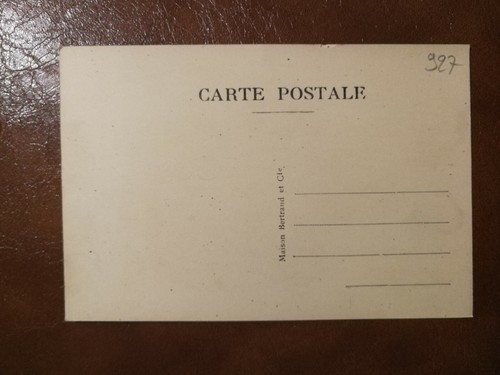 927
CARTE POSTALE
Maison Bertrand et Cie.